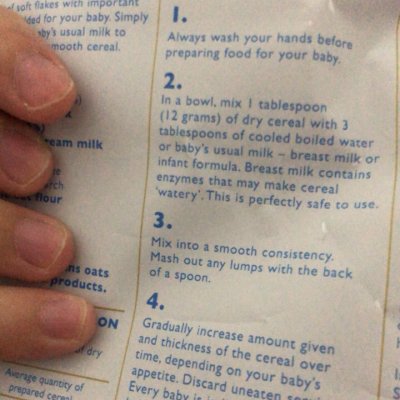 of soft flakes with important
for your baby. Simply
baby's usual milk to
smooth cereal.
milk
flour
oats
products.
ON
dry
Average quantity of
prepared cereal
1.
Always wash your hands before
preparing food for your baby.
2.
In a bowl, mix 1 tablespoon
(12 grams) of dry cereal with 3
tablespoons of cooled boiled water
or baby's usual milk – breast milk or
infant formula. Breast milk contains
enzymes that may make cereal
'watery'. This is perfectly safe to use.
3.
Mix into a smooth consistency.
Mash out any lumps with the back
of a spoon.
4.
Gradually increase amount given
and thickness of the cereal over
time, depending on your baby's
appetite. Discard uneaten
Every baby is